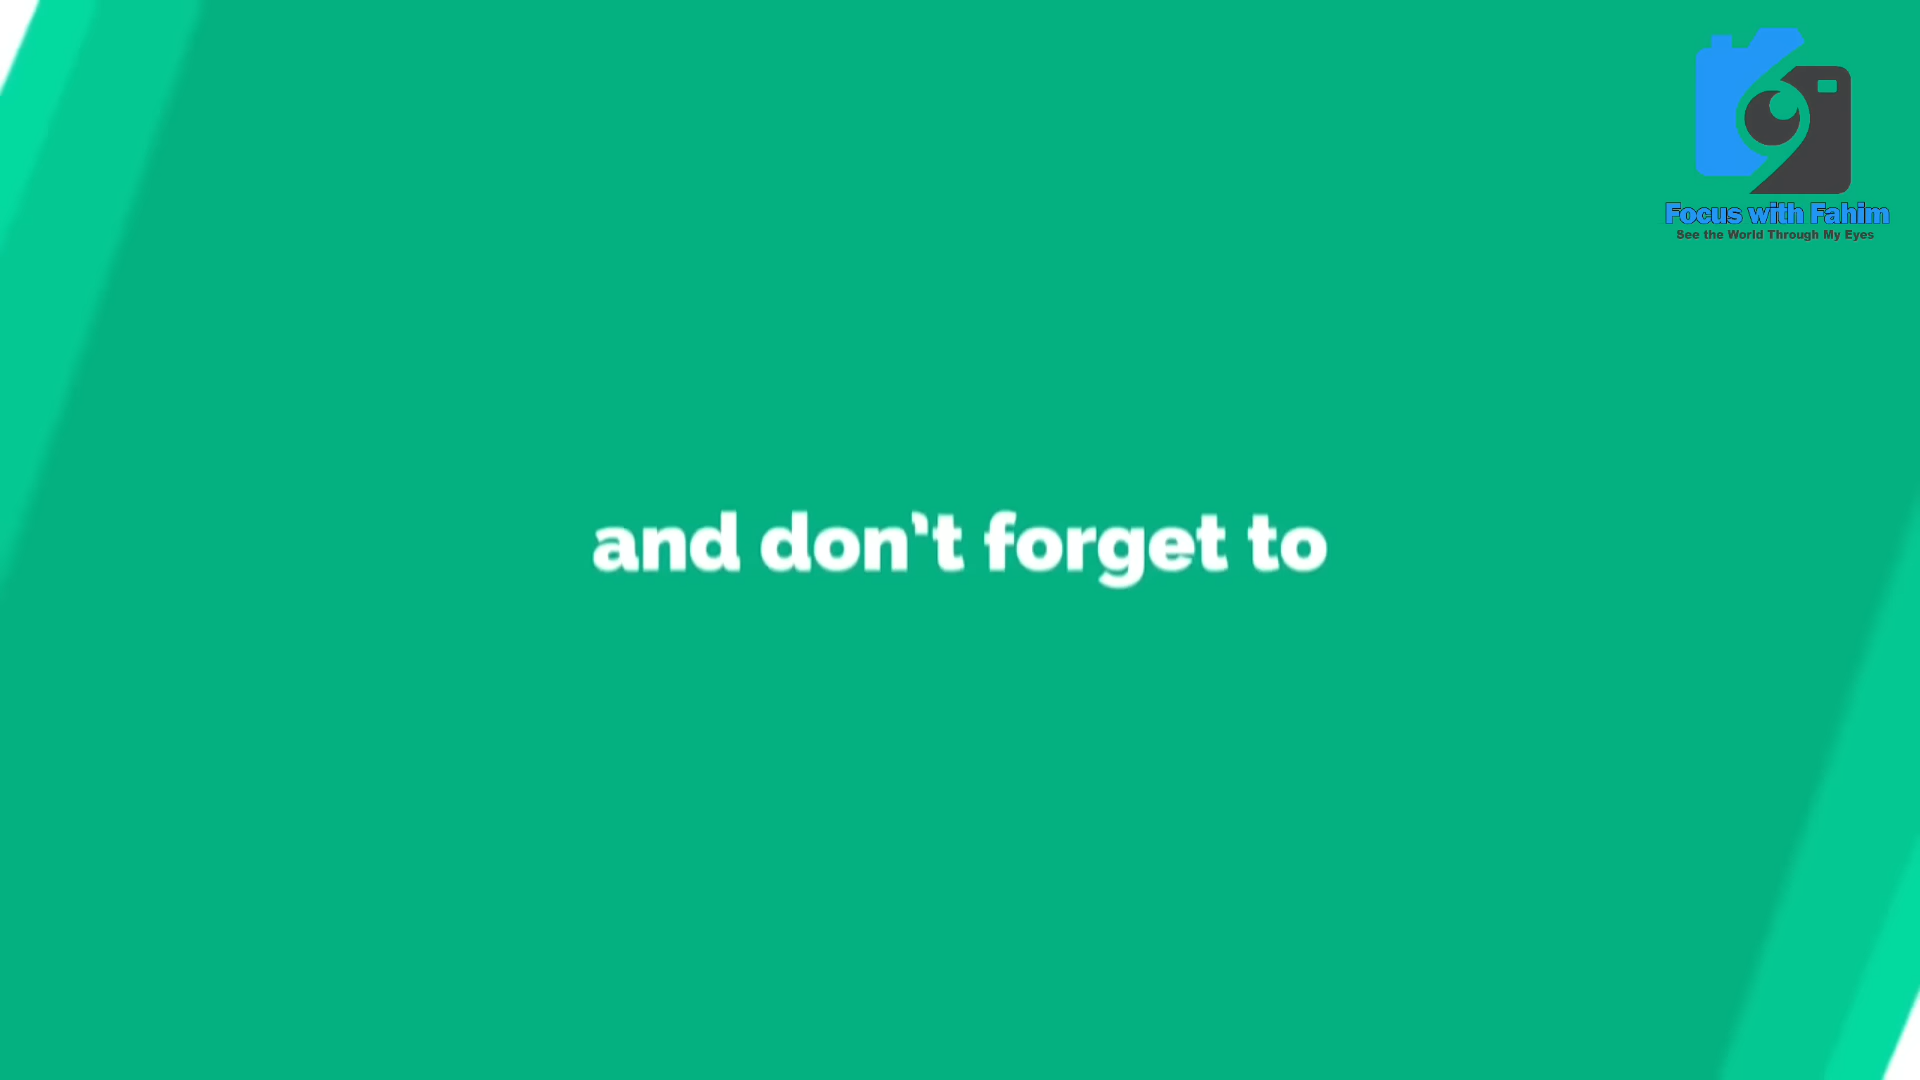 Focus with Fahim
See the World Through My Eyes
and don't forget to